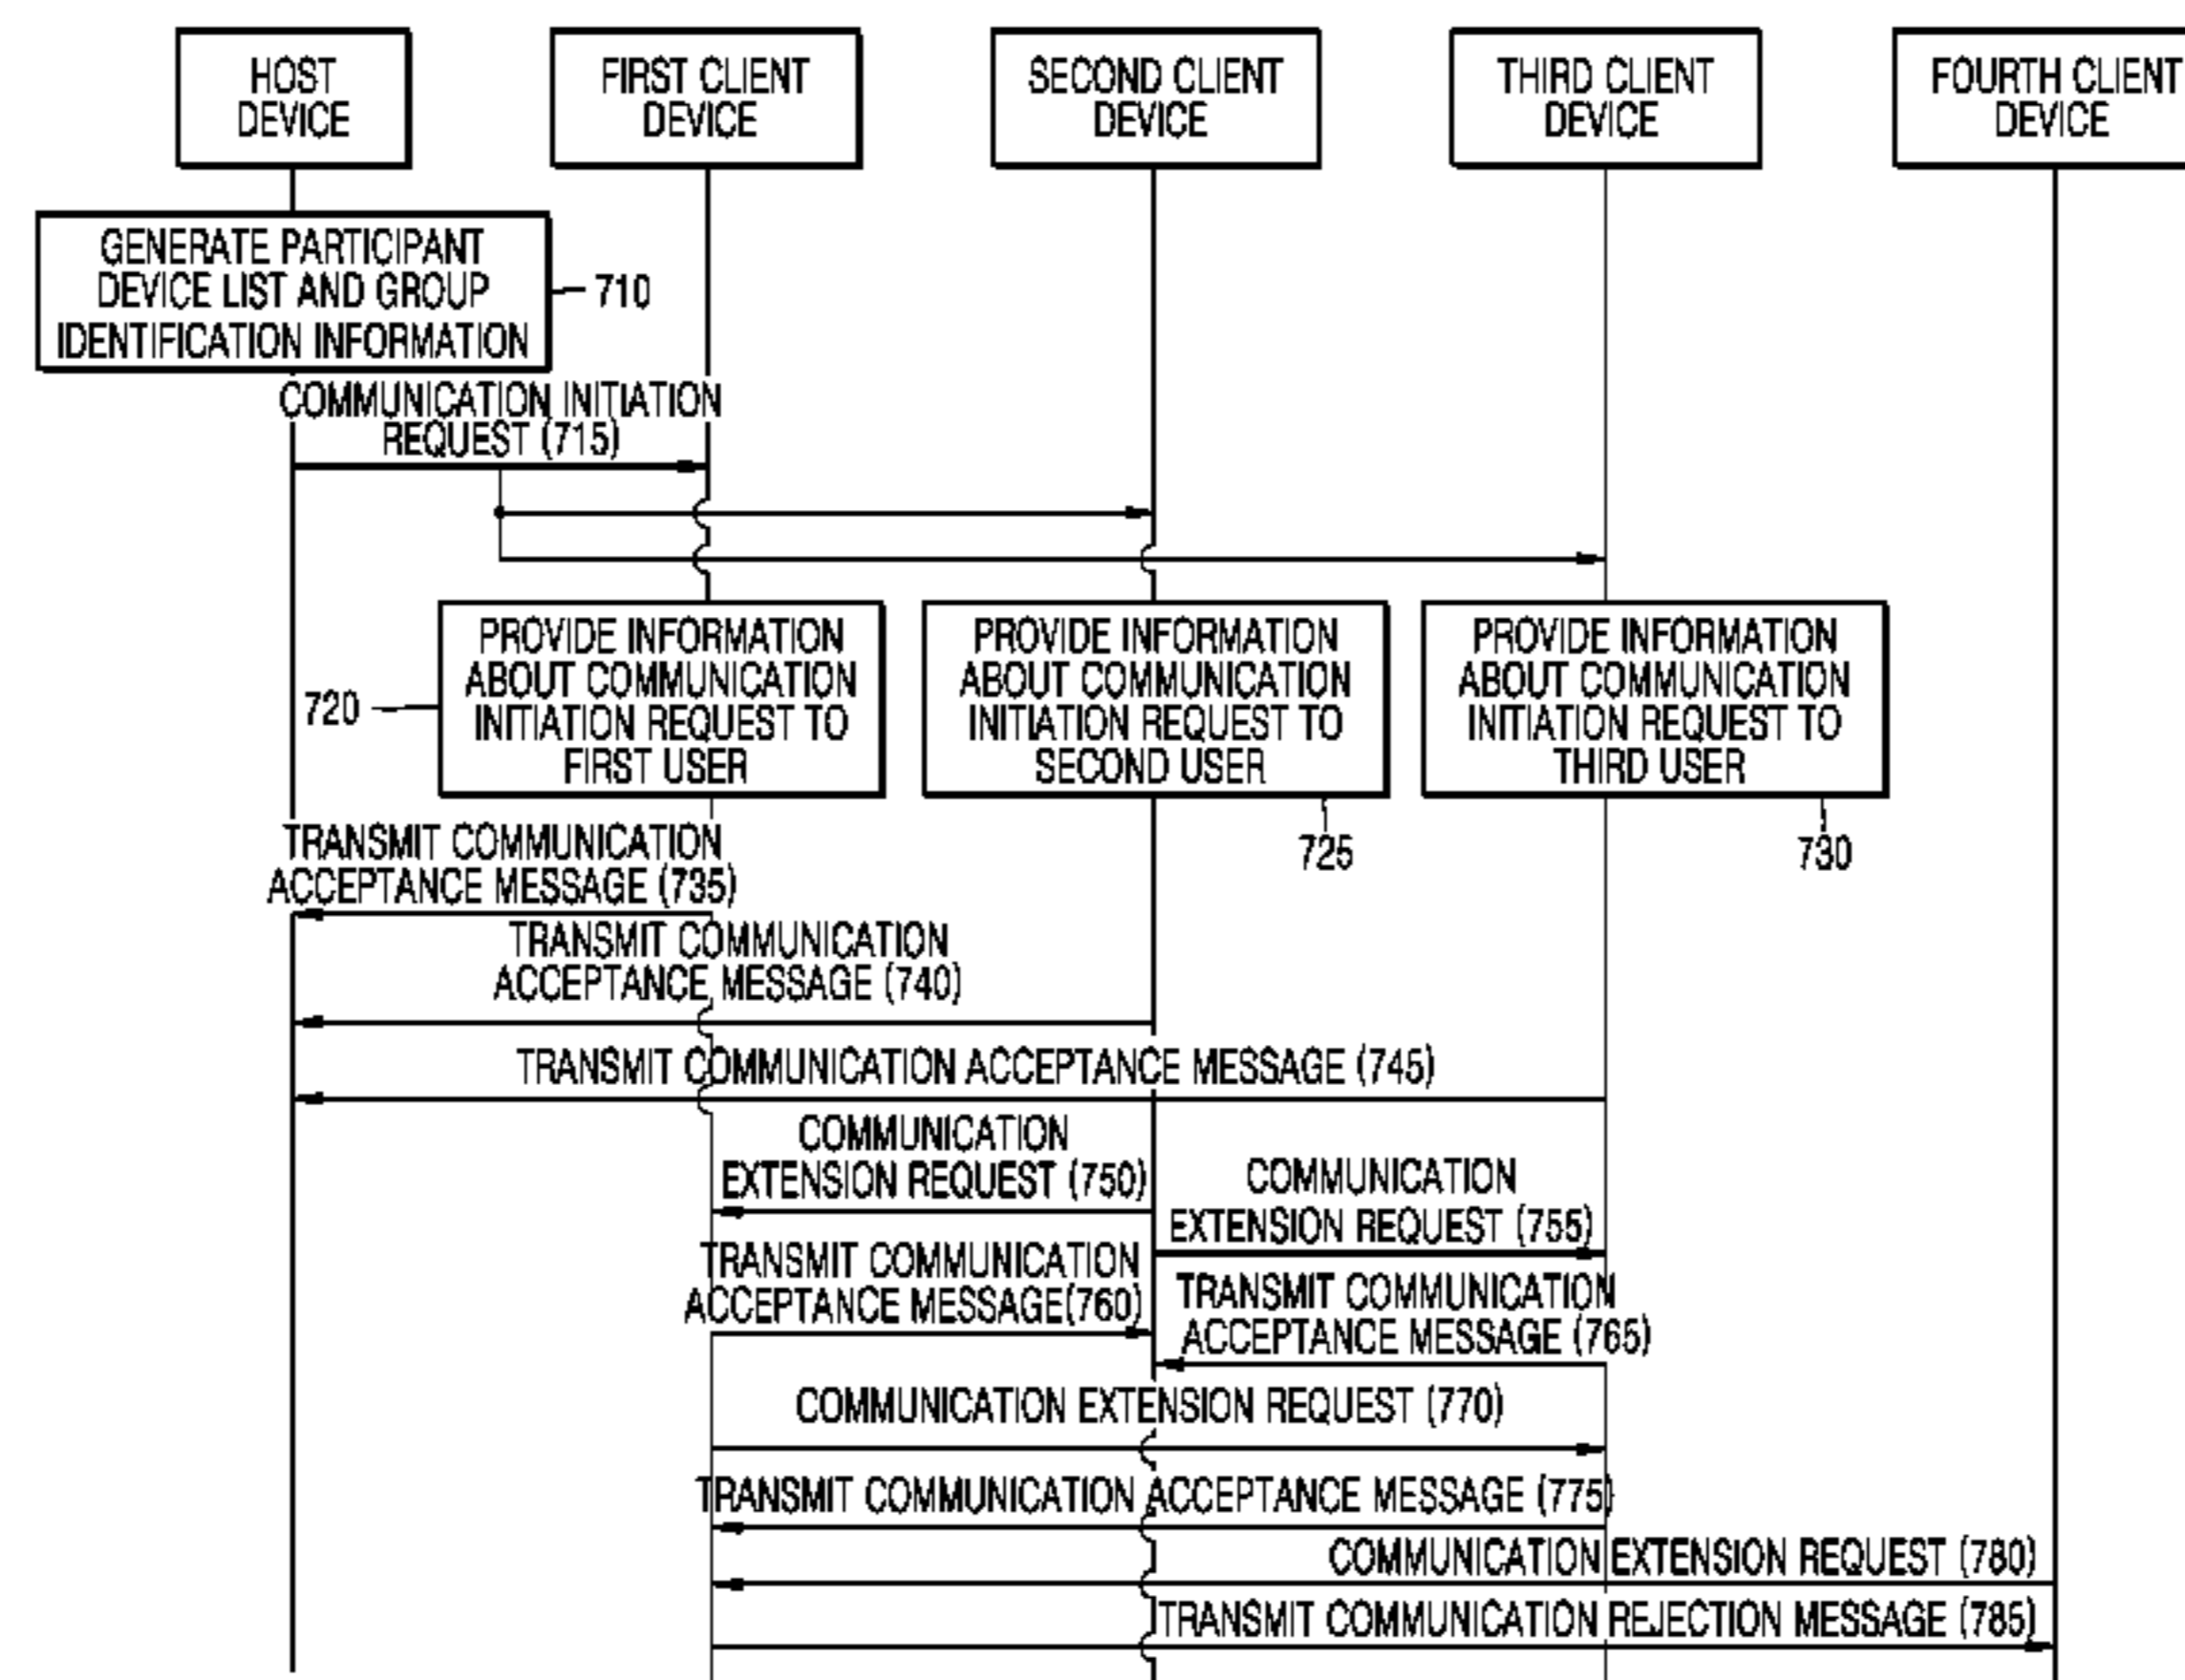 HOST
DEVICE
FIRST CLIENT
DEVICE
SECOND CLIENT
DEVICE
THIRD CLIENT
DEVICE
FOURTH CLIENT
DEVICE
GENERATE PARTICIPANT
DEVICE LIST AND GROUP
IDENTIFICATION INFORMATION
710
COMMUNICATION INITIATION
REQUEST (715)
PROVIDE INFORMATION
ABOUT COMMUNICATION
INITIATION REQUEST TO
FIRST USER
720
PROVIDE INFORMATION
ABOUT COMMUNICATION
INITIATION REQUEST TO
SECOND USER
725
PROVIDE INFORMATION
ABOUT COMMUNICATION
INITIATION REQUEST TO
THIRD USER
730
TRANSMIT COMMUNICATION
ACCEPTANCE MESSAGE (735)
TRANSMIT COMMUNICATION
ACCEPTANCE MESSAGE (740)
TRANSMIT COMMUNICATION ACCEPTANCE MESSAGE (745)
COMMUNICATION
EXTENSION REQUEST (750)
COMMUNICATION
EXTENSION REQUEST (755)
TRANSMIT COMMUNICATION
ACCEPTANCE MESSAGE(760)
TRANSMIT COMMUNICATION
ACCEPTANCE MESSAGE (765)
COMMUNICATION EXTENSION REQUEST (770)
TRANSMIT COMMUNICATION ACCEPTANCE MESSAGE (775)
COMMUNICATION EXTENSION REQUEST (780)
TRANSMIT COMMUNICATION REJECTION MESSAGE (785)